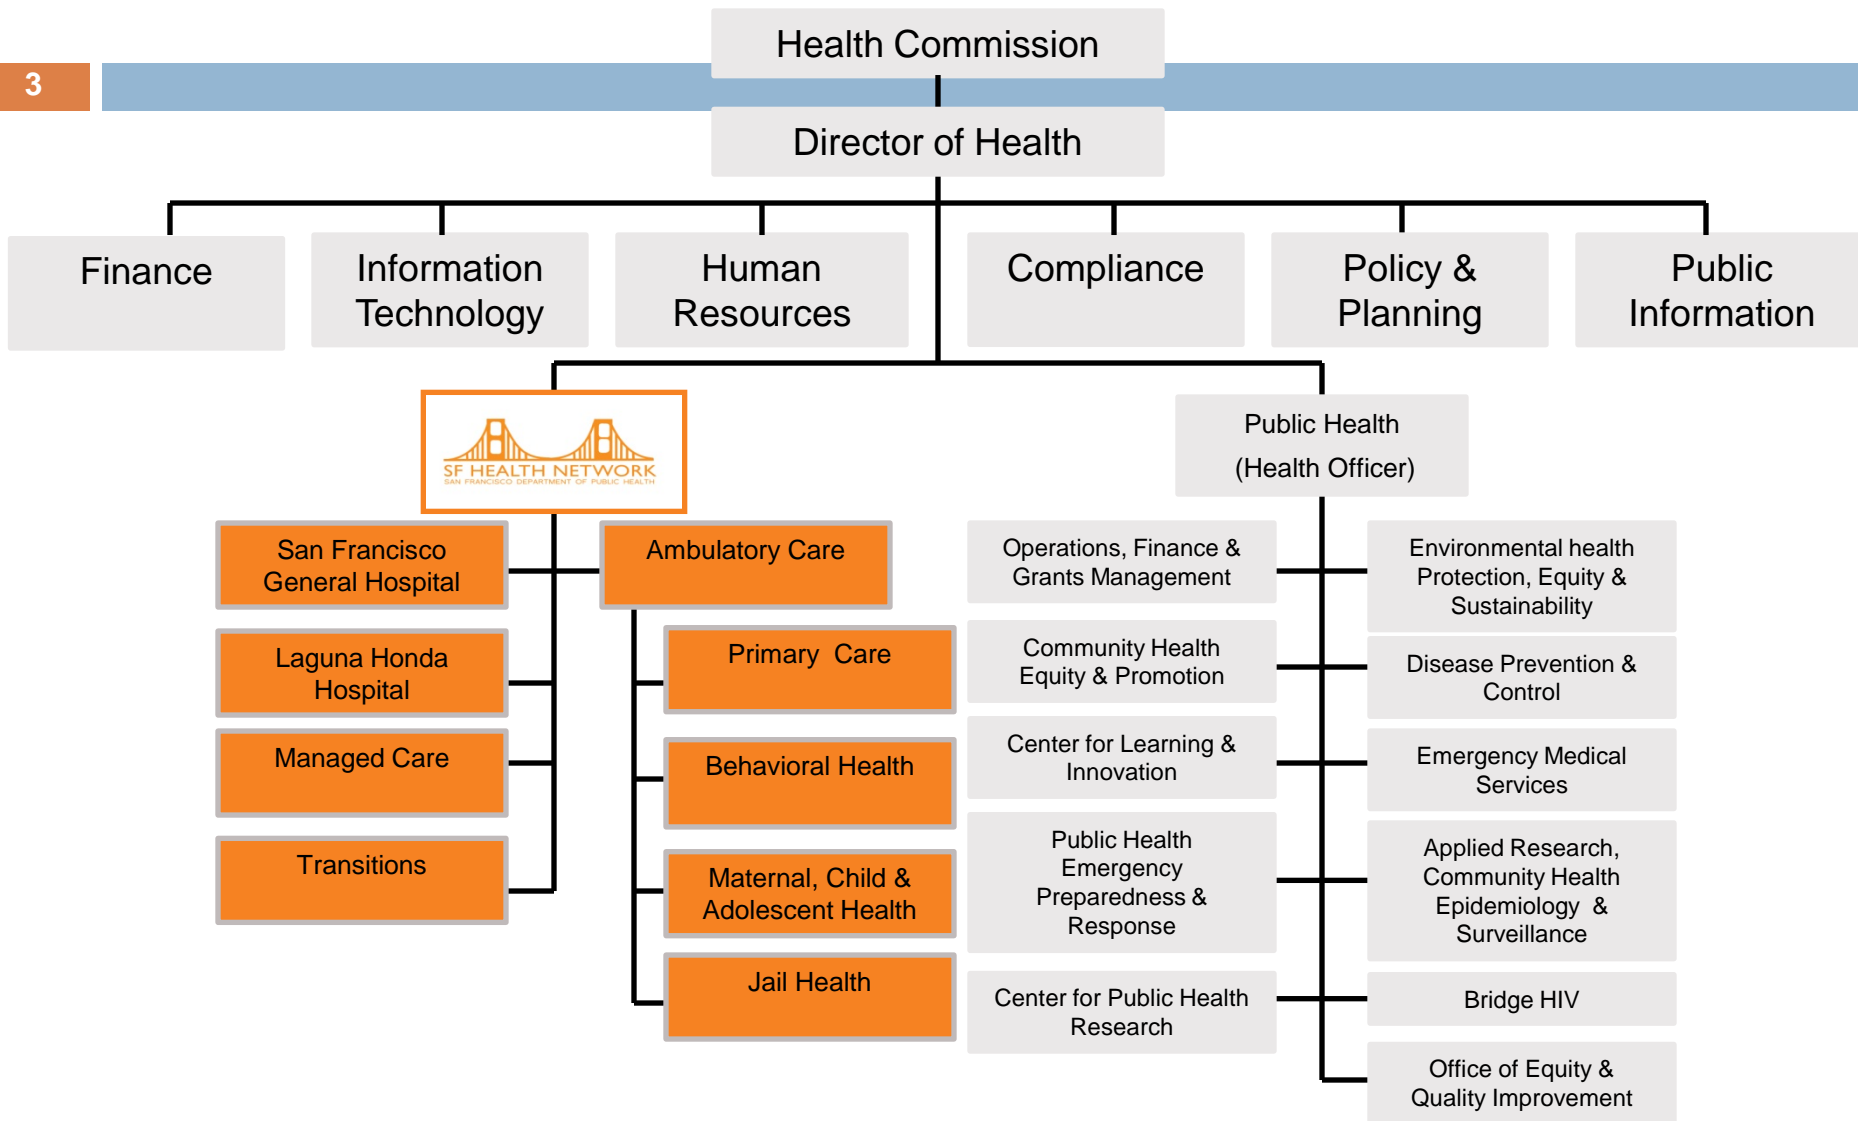 Health Commission
3
Director of Health
Finance
Information
Technology
Human
Resources
Compliance
Policy &
Planning
Public
Information
SF HEALTH NETWORK
SAN FRANCISCO DEPARTMENT OF PUBLIC HEALTH
Public Health
(Health Officer)
San Francisco
General Hospital
Laguna Honda
Hospital
Managed Care
Transitions
Ambulatory Care
Primary Care
Behavioral Health
Maternal, Child &
Adolescent Health
Jail Health
Operations, Finance &
Grants Management
Community Health
Equity & Promotion
Center for Learning &
Innovation
Public Health
Emergency
Preparedness &
Response
Center for Public Health
Research
Environmental health
Protection, Equity &
Sustainability
Disease Prevention &
Control
Emergency Medical
Services
Applied Research,
Community Health
Epidemiology &
Surveillance
Bridge HIV
Office of Equity &
Quality Improvement